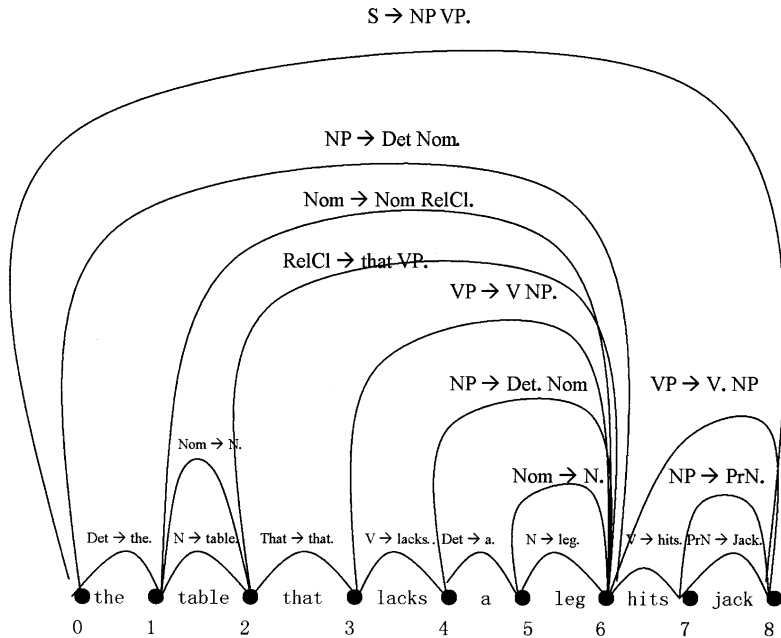 S → NP VP.
NP → Det Nom.
Nom → Nom RelCl.
RelCl → that VP.
VP → V NP.
NP → Det. Nom
VP → V. NP
Nom → N.
Nom → N.
NP → PrN.
Det → the.
N → table.
That → that.
V → lacks..
Det → a.
N → leg.
V → hits.
PrN → Jack.
the table that lacks a leg hits jack
0 1 2 3 4 5 6 7 8